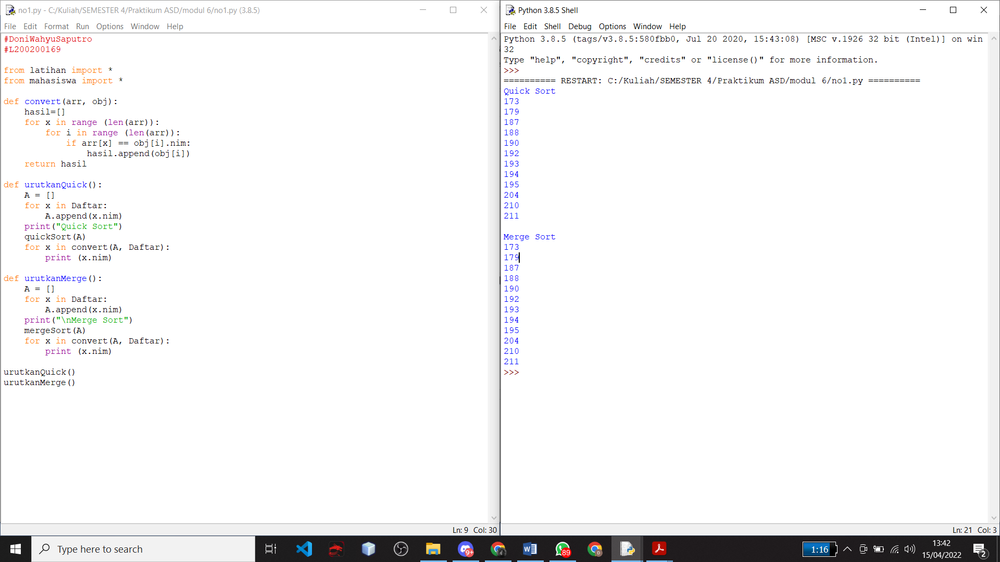 no1.py - C:/Kuliah/SEMESTER 4/Praktikum ASD/modul 6/no1.py (3.8.5)
File Edit Format Run Options Window Help
#DoniWahyuSaputro
#L200200169
from latihan import *
from mahasiswa import *
def convert(arr, obj):
    hasil=[]
    for x in range (len(arr)):
        for i in range (len(arr)):
            if arr[x] == obj[i].nim:
                hasil.append(obj[i])
    return hasil
def urutkanQuick():
    A = []
    for x in Daftar:
        A.append(x.nim)
    print("Quick Sort")
    quickSort(A)
    for x in convert(A, Daftar):
        print (x.nim)
def urutkanMerge():
    A = []
    for x in Daftar:
        A.append(x.nim)
    print("\nMerge Sort")
    mergeSort(A)
    for x in convert(A, Daftar):
        print (x.nim)
urutkanQuick()
urutkanMerge()
Ln: 9 Col: 30
Python 3.8.5 Shell
File Edit Shell Debug Options Window Help
Python 3.8.5 (tags/v3.8.5:580fbb0, Jul 20 2020, 15:43:08) [MSC v.1926 32 bit (Intel)] on win
32
Type "help", "copyright", "credits" or "license()" for more information.
>>>
========== RESTART: C:/Kuliah/SEMESTER 4/Praktikum ASD/modul 6/no1.py ==========
Quick Sort
173
179
187
188
190
192
193
194
195
204
210
211
Merge Sort
173
179
187
188
190
192
193
194
195
204
210
211
>>>
Ln: 21 Col: 3
Type here to search
9+
89
D
1:16
13:42
15/04/2022
2